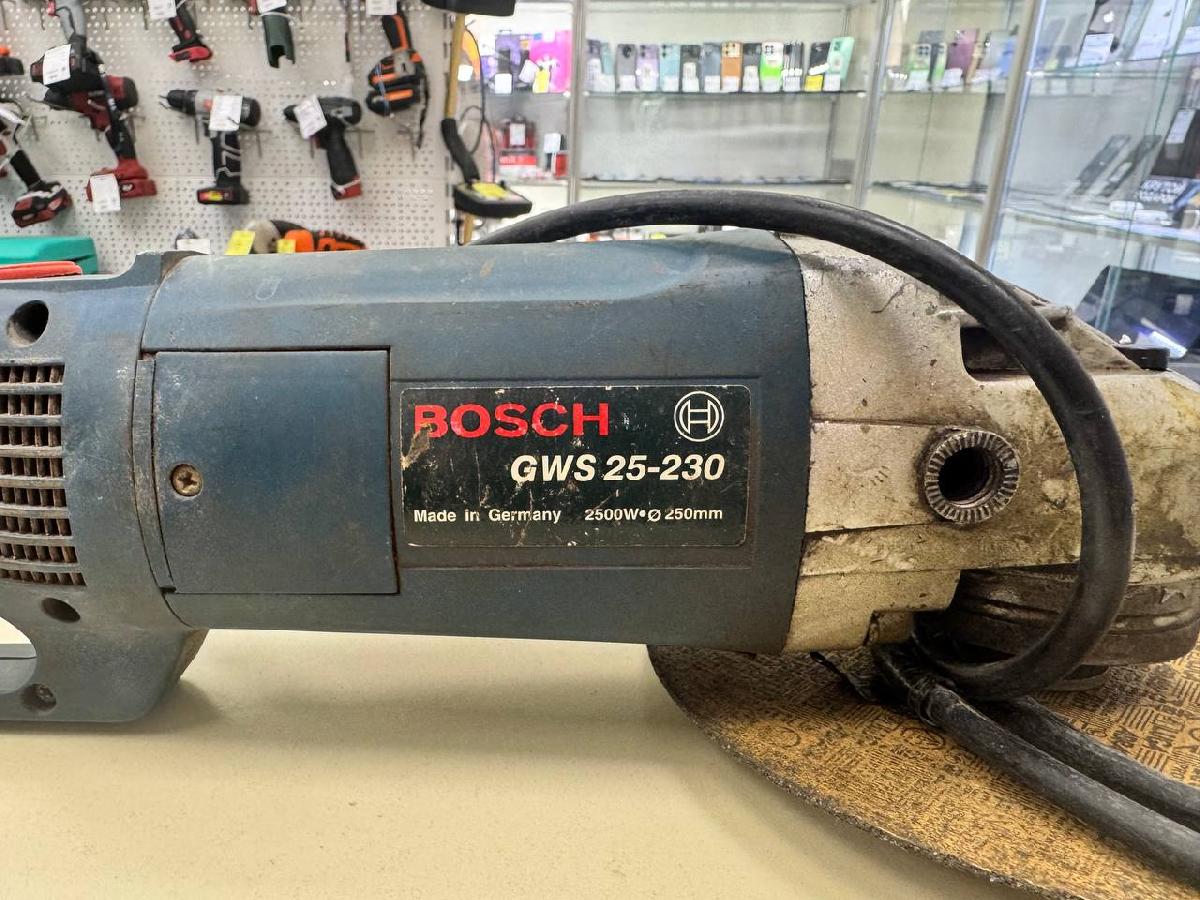 BOSCH
GWS 25-230
Made in Germany 2500W•Ø 250mm